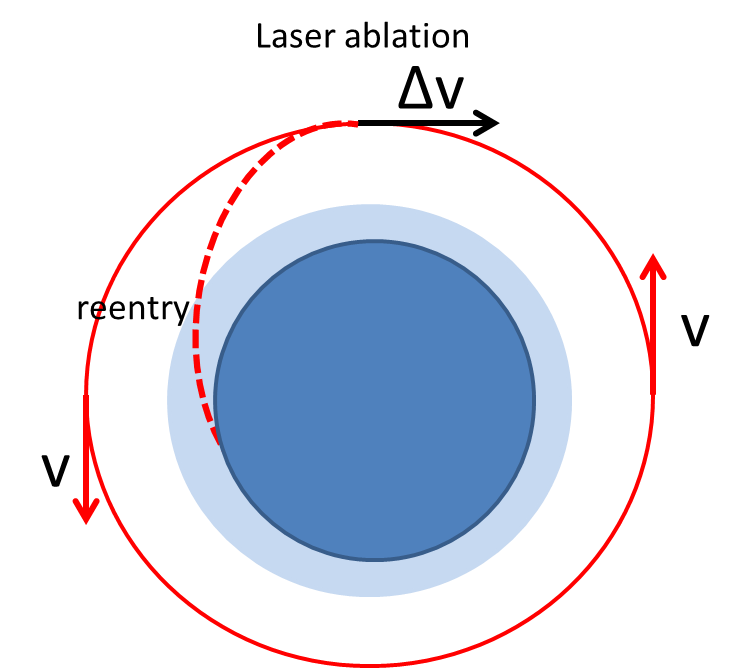 Laser ablation
Δv
reentry
v
v